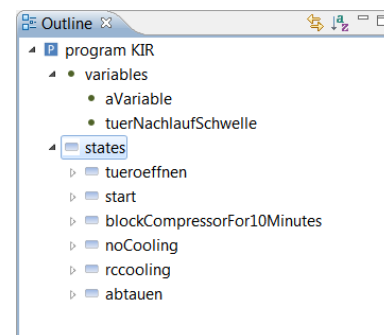 Outline
P program KIR
variables
aVariable
tuerNachlaufSchwelle
states
tueroeffnen
start
blockCompressorFor10Minutes
noCooling
rccooling
abtauen